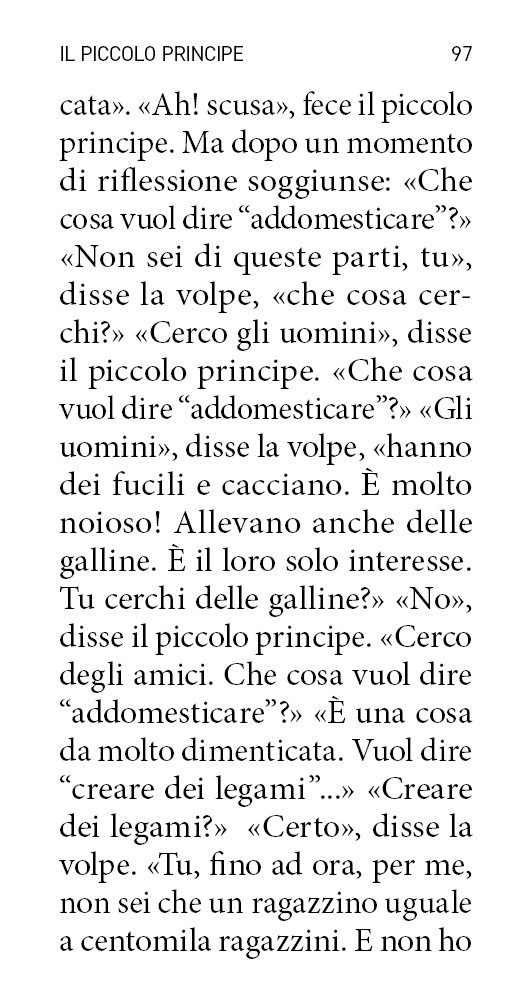 IL PICCOLO PRINCIPE 97
cata». «Ah! scusa», fece il piccolo
principe. Ma dopo un momento
di riflessione soggiunse: «Che
cosa vuol dire “addomesticare”?»
«Non sei di queste parti, tu»,
disse la volpe, «che cosa cer-
chi?» «Cerco gli uomini», disse
il piccolo principe. «Che cosa
vuol dire “addomesticare”?» «Gli
uomini», disse la volpe, «hanno
dei fucili e cacciano. È molto
noioso! Allevano anche delle
galline. È il loro solo interesse.
Tu cerchi delle galline?» «No»,
disse il piccolo principe. «Cerco
degli amici. Che cosa vuol dire
“addomesticare”?» «È una cosa
da molto dimenticata. Vuol dire
“creare dei legami”...» «Creare
dei legami?» «Certo», disse la
volpe. «Tu, fino ad ora, per me,
non sei che un ragazzino uguale
a centomila ragazzini. E non ho